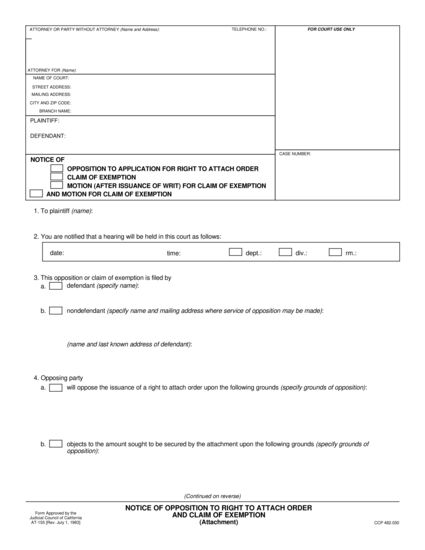 ATTORNEY OR PARTY WITHOUT ATTORNEY (Name and Address) TELEPHONE NO.: FOR COURT USE ONLY
ATTORNEY FOR (Name)
NAME OF COURT:
STREET ADDRESS:
MAILING ADDRESS:
CITY AND ZIP CODE:
BRANCH NAME:
PLAINTIFF:
DEFENDANT:
CASE NUMBER:
NOTICE OF
OPPOSITION TO APPLICATION FOR RIGHT TO ATTACH ORDER
CLAIM OF EXEMPTION
MOTION (AFTER ISSUANCE OF WRIT) FOR CLAIM OF EXEMPTION
AND MOTION FOR CLAIM OF EXEMPTION
1. To plaintiff (name):
2. You are notified that a hearing will be held in this court as follows:
date: time: dept.: div.: rm.:
3. This opposition or claim of exemption is filed by
a. defendant (specify name):
b. nondefendant (specify name and mailing address where service of opposition may be made):
(name and last known address of defendant):
4. Opposing party
a. will oppose the issuance of a right to attach order upon the following grounds (specify grounds of opposition):
b. objects to the amount sought to be secured by the attachment upon the following grounds (specify grounds of
opposition):
(Continued on reverse)
Form Approved by the
Judicial Council of California
AT-155 [Rev. July 1, 1983]
NOTICE OF OPPOSITION TO RIGHT TO ATTACH ORDER
AND CLAIM OF EXEMPTION
(Attachment)
CCP 482.050